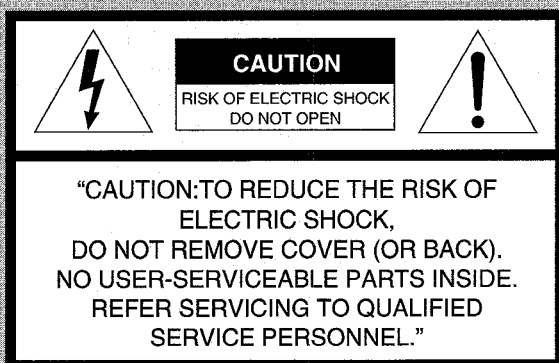 CAUTION
RISK OF ELECTRIC SHOCK
DO NOT OPEN
“CAUTION:TO REDUCE THE RISK OF
ELECTRIC SHOCK,
DO NOT REMOVE COVER (OR BACK).
NO USER-SERVICEABLE PARTS INSIDE.
REFER SERVICING TO QUALIFIED
SERVICE PERSONNEL.”